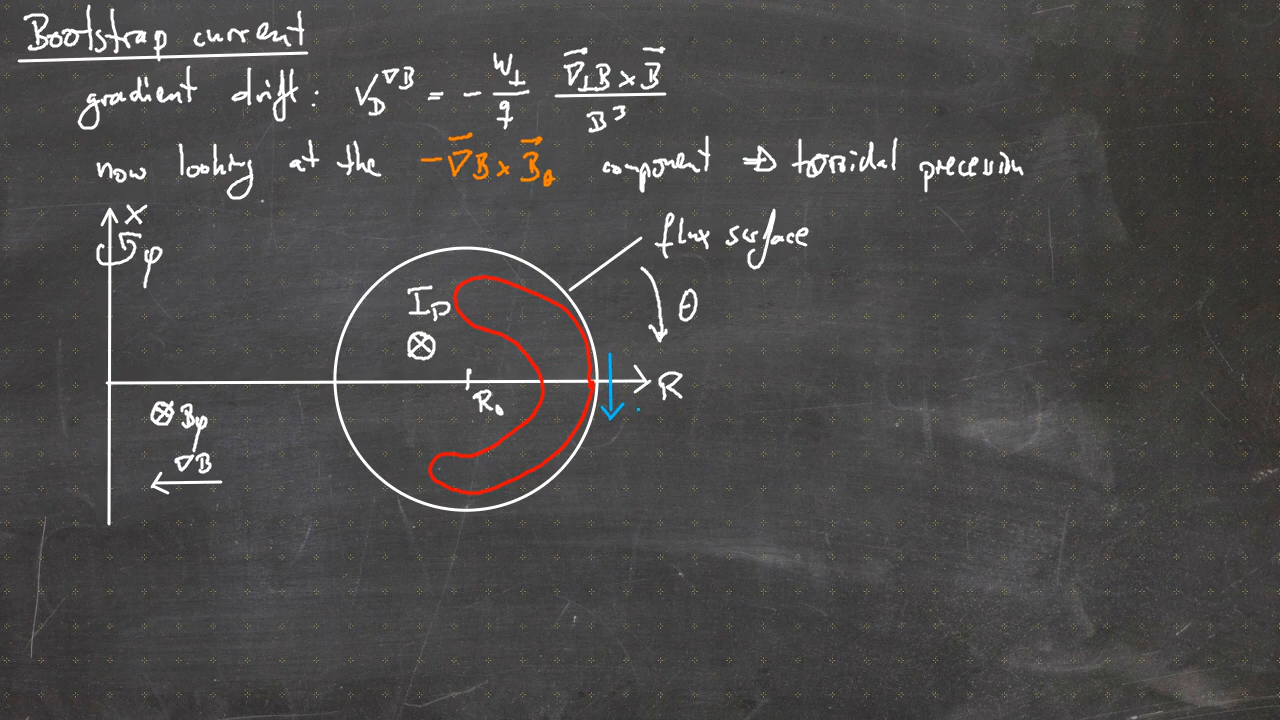 Bootstrap current
gradient drift: V_D^∇B = - W⊥/q ∇⊥B × B / B³
now looking at the -∇B × B_θ component ⇒ toroidal precession
X
φ
flux surface
I_p
θ
R
R₀
B_φ
∇B